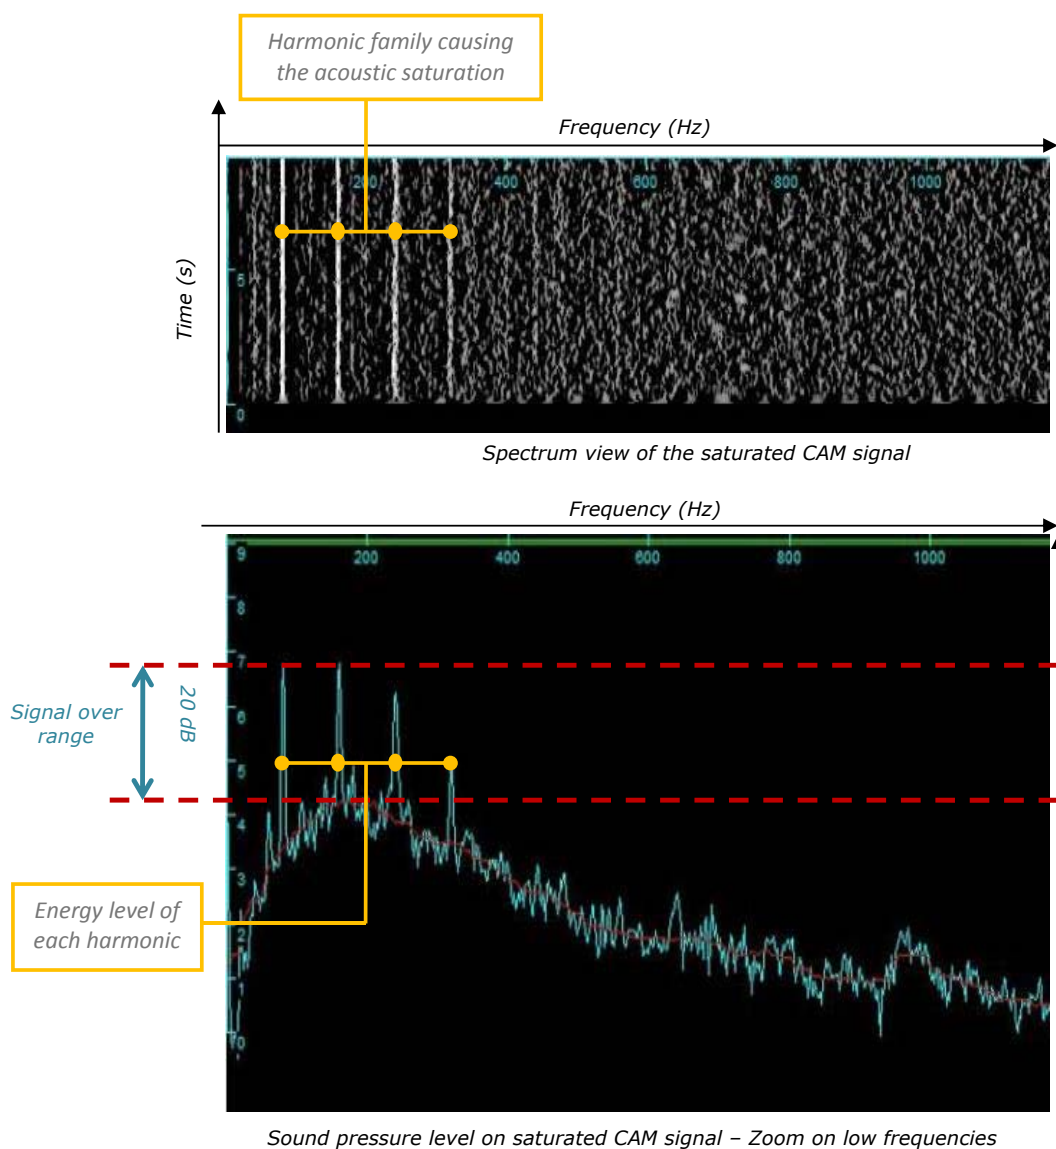 Harmonic family causing
the acoustic saturation
Frequency (Hz)
200
400
600
800
1000
Time (s)
5
0
Spectrum view of the saturated CAM signal
Frequency (Hz)
200
400
600
800
1000
9
8
7
6
5
4
3
2
1
0
Signal over
range
20 dB
Energy level of
each harmonic
Sound pressure level on saturated CAM signal – Zoom on low frequencies